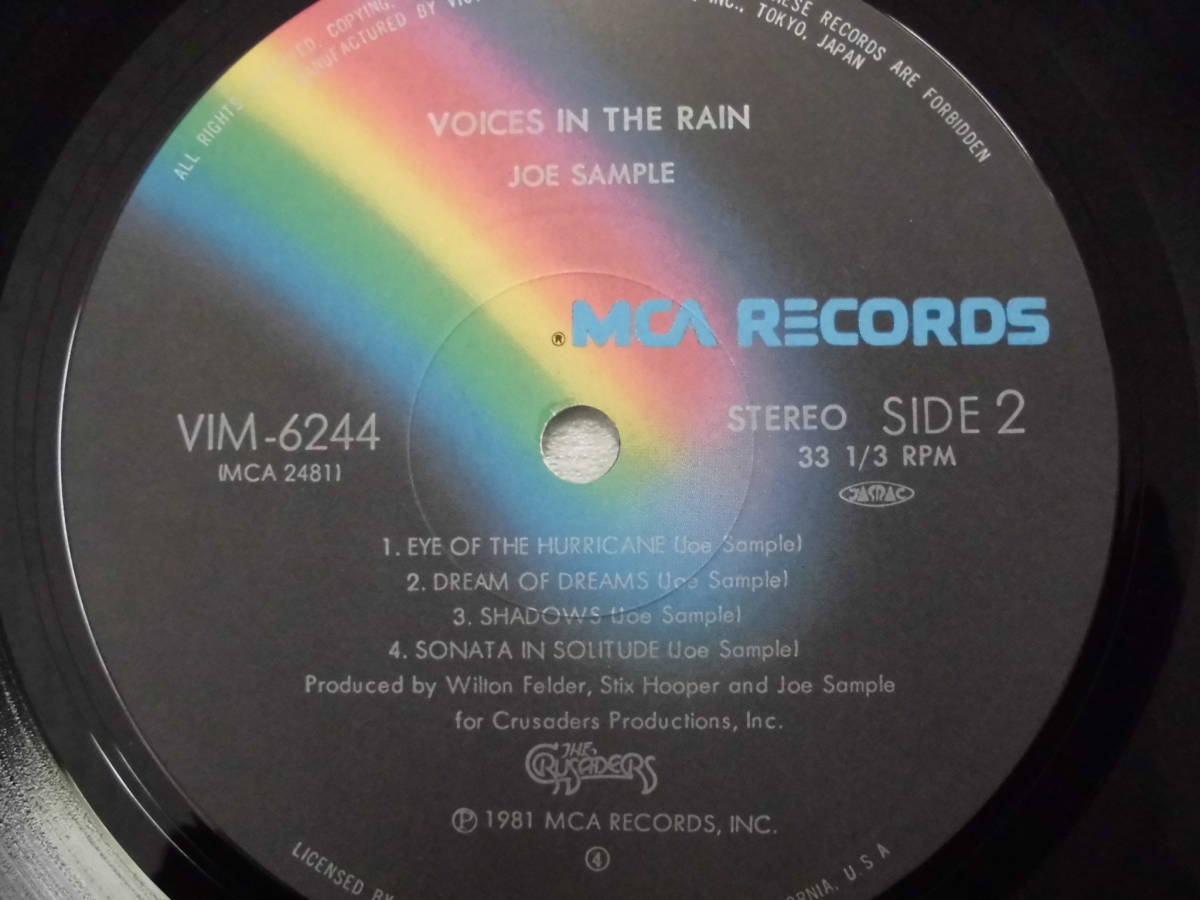 ALL RIGHTS
ED. COPYING.
MANUFACTURED BY
INC., TOKYO, JAPAN
RECORDS ARE FORBIDDEN
VOICES IN THE RAIN
JOE SAMPLE
® MCA RECORDS
VIM-6244
(MCA 2481)
STEREO SIDE 2
33 1/3 RPM
JASRAC
1. EYE OF THE HURRICANE (Joe Sample)
2. DREAM OF DREAMS (Joe Sample)
3. SHADOWS (Joe Sample)
4. SONATA IN SOLITUDE (Joe Sample)
Produced by Wilton Felder, Stix Hooper and Joe Sample
for Crusaders Productions, Inc.
THE CRUSADERS
Ⓟ 1981 MCA RECORDS, INC.
④
LICENSED BY
U.S.A